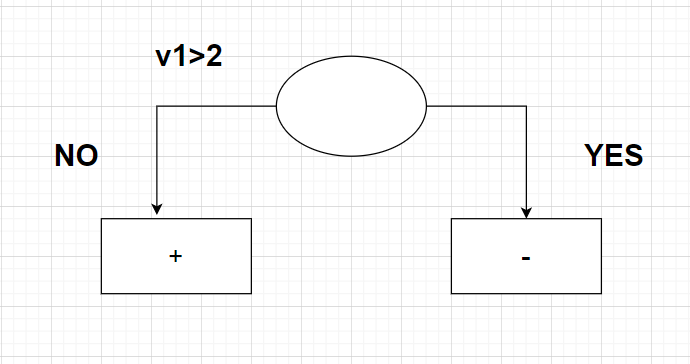 v1>2
NO
YES
+
-